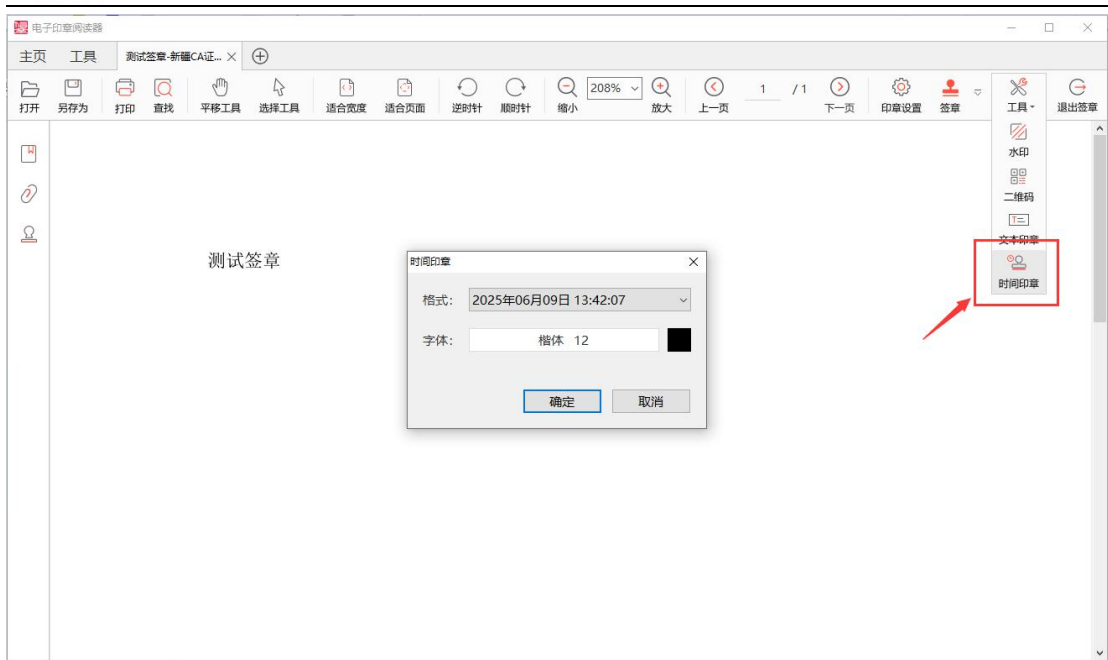 电子印章阅读器
主页 工具 测试签章-新疆CA证...
打开 另存为 打印 查找 平移工具 选择工具 适合宽度 适合页面 逆时针 顺时针 缩小 208% 放大 上一页 1 / 1 下一页 印章设置 签章 工具 退出签章
水印
二维码
文本印章
时间印章
测试签章
时间印章
格式: 2025年06月09日 13:42:07
字体: 楷体 12
确定 取消